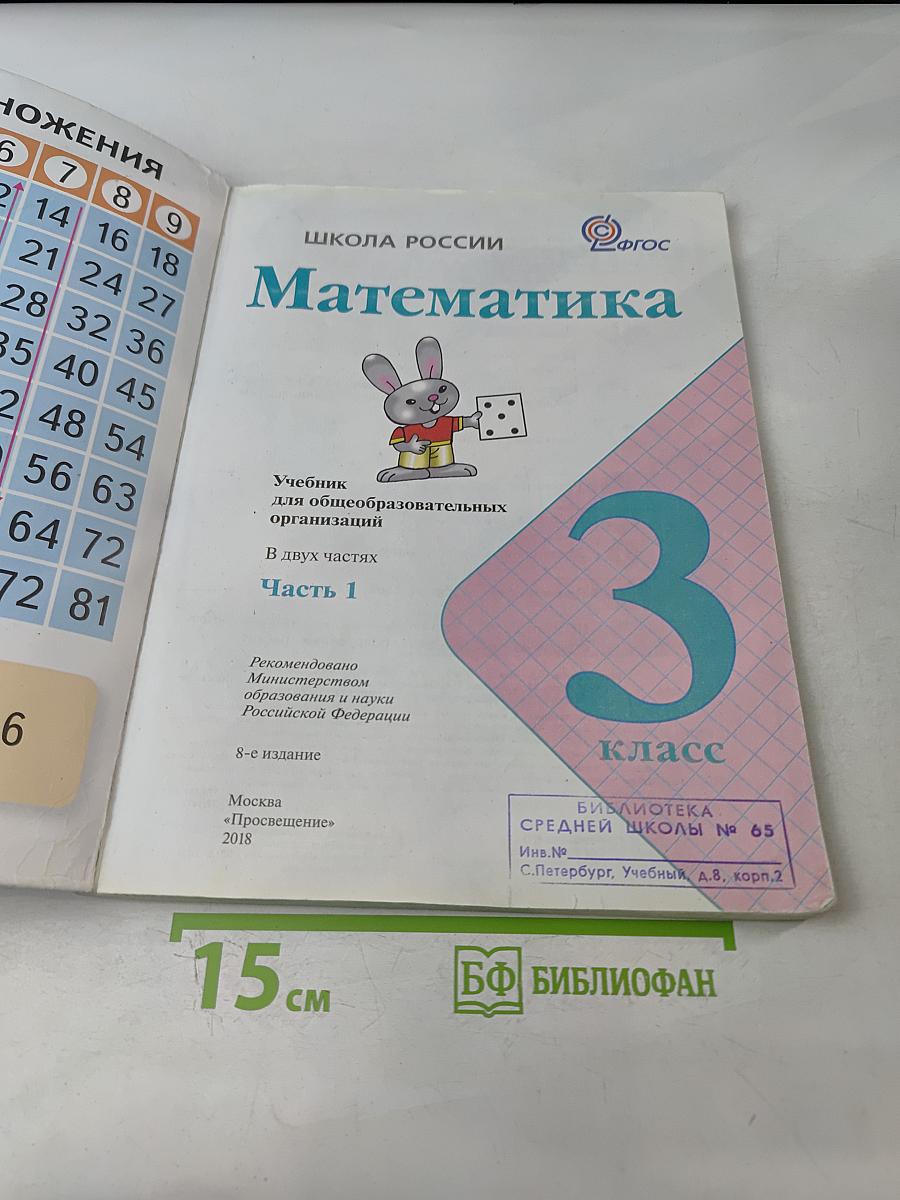 НОЖЕНИЯ
6 7 8 9
2 14 16 18
21 24 27
28 32 36
35 40 45
2 48 54
56 63
64 72
72 81
6
ШКОЛА РОССИИ
ФГОС
Математика
Учебник
для общеобразовательных
организаций
В двух частях
Часть 1
3
класс
Рекомендовано
Министерством
образования и науки
Российской Федерации
8-е издание
Москва
«Просвещение»
2018
БИБЛИОТЕКА
СРЕДНЕЙ ШКОЛЫ № 65
Инв.№
С.Петербург, Учебный, д.8, корп,2
15 см
БФ БИБЛИОФАН